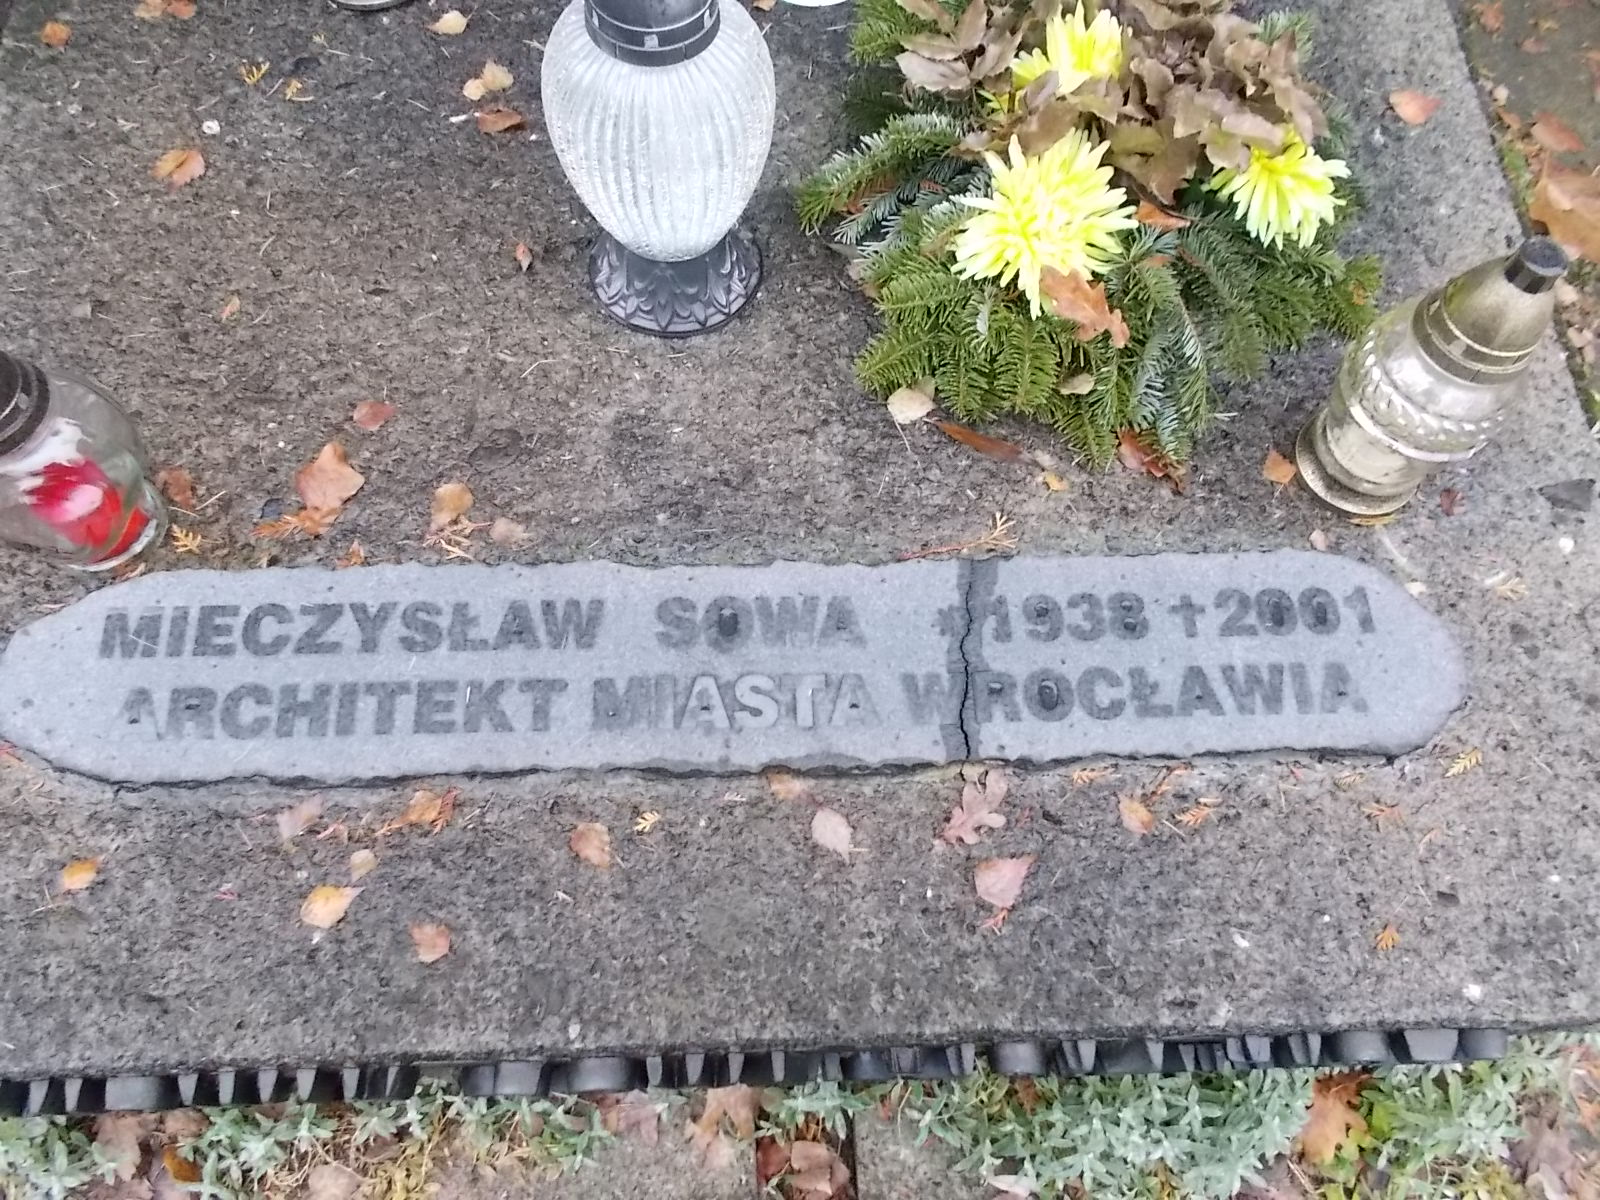 MIECZYSŁAW SOWA *1938 †2001
ARCHITEKT MIASTA WROCŁAWIA